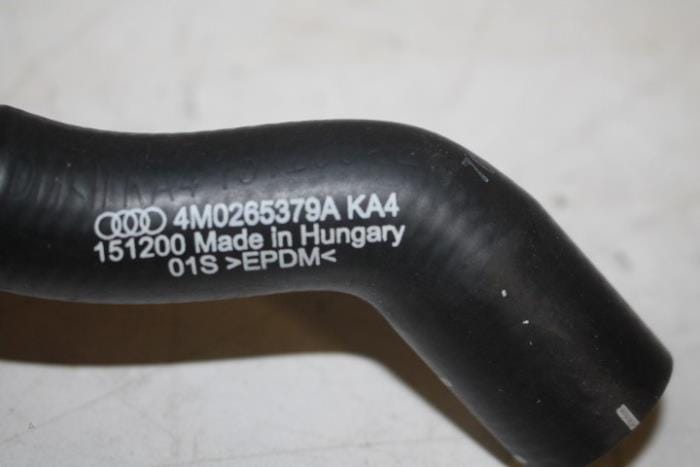 4M0265379A KA4
151200 Made in Hungary
01S >EPDM<